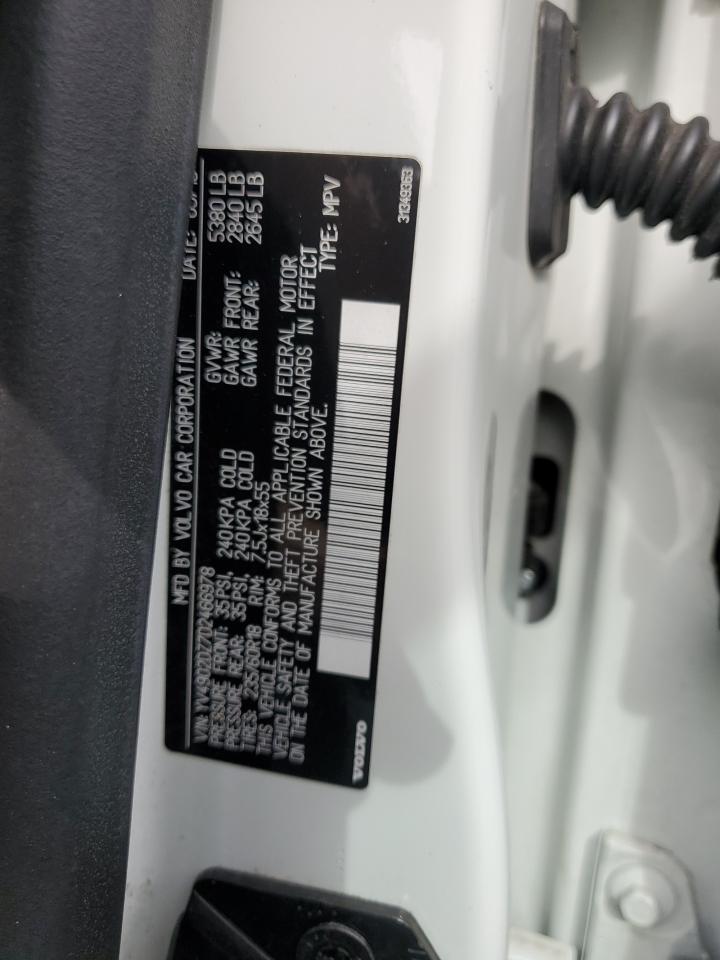 MFD BY VOLVO CAR CORPORATION DATE:
VIN: YV4902DZ7D2466978
PRESSURE FRONT: 35PSI, 240KPA COLD GVWR: 5380 LB
PRESSURE REAR: 35PSI, 240KPA COLD GAWR FRONT: 2840 LB
TIRES: 235/60R18 RIM: 7.5Jx18x55 GAWR REAR: 2645 LB
THIS VEHICLE CONFORMS TO ALL APPLICABLE FEDERAL MOTOR
VEHICLE SAFETY AND THEFT PREVENTION STANDARDS IN EFFECT
ON THE DATE OF MANUFACTURE SHOWN ABOVE. TYPE: MPV
VOLVO 31349363